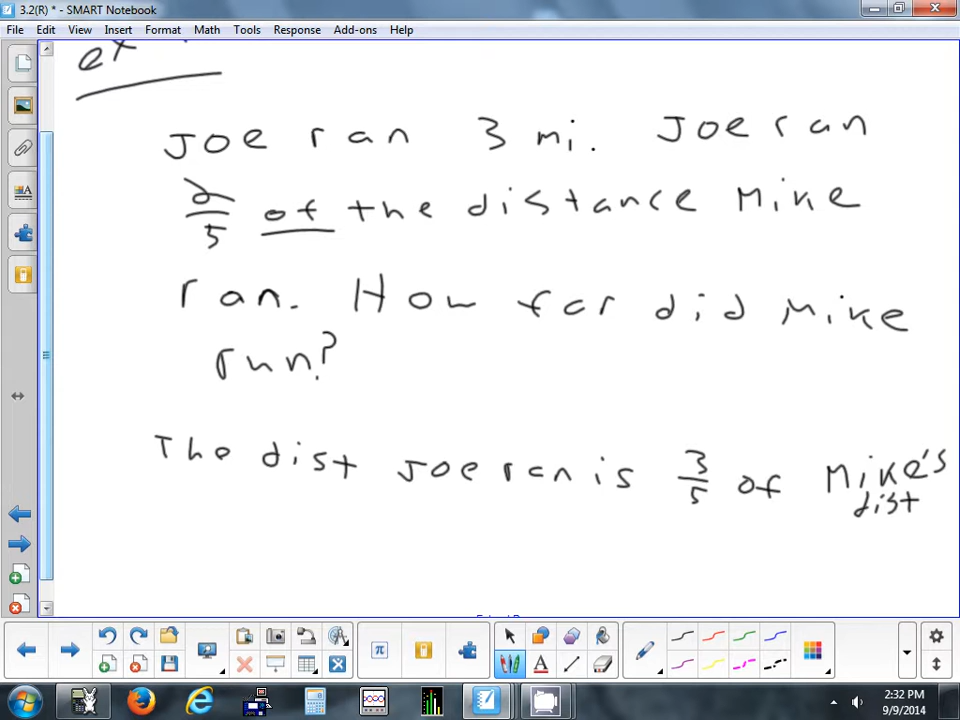 3.2(R) * - SMART Notebook
File Edit View Insert Format Math Tools Response Add-ons Help
ex
Joe ran 3 mi. Joe ran
/5 of the distance Mike
ran. How far did Mike
run?
The dist Joe ran is 3/5 of Mike's
dist
2:32 PM
9/9/2014